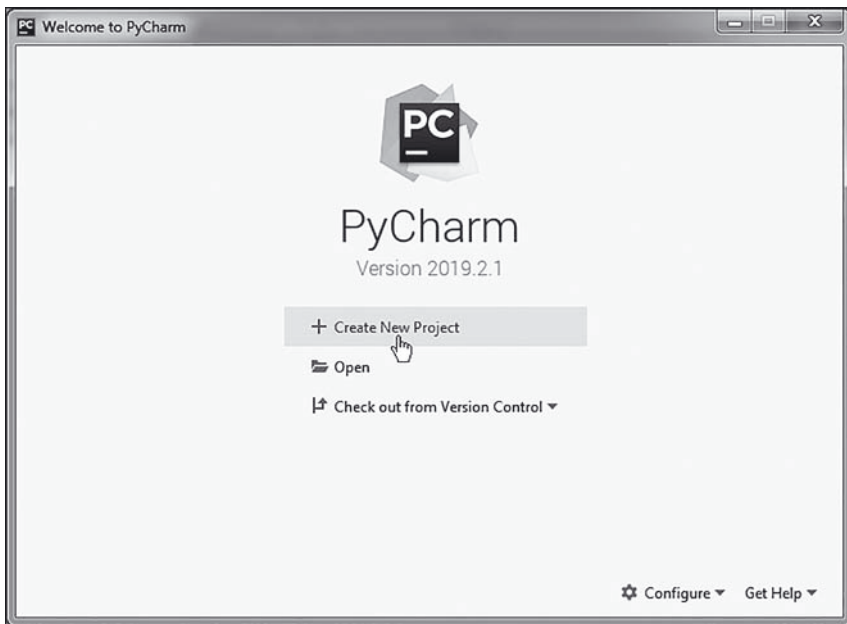 PC Welcome to PyCharm
PC
PyCharm
Version 2019.2.1
Create New Project
Open
Check out from Version Control
Configure
Get Help